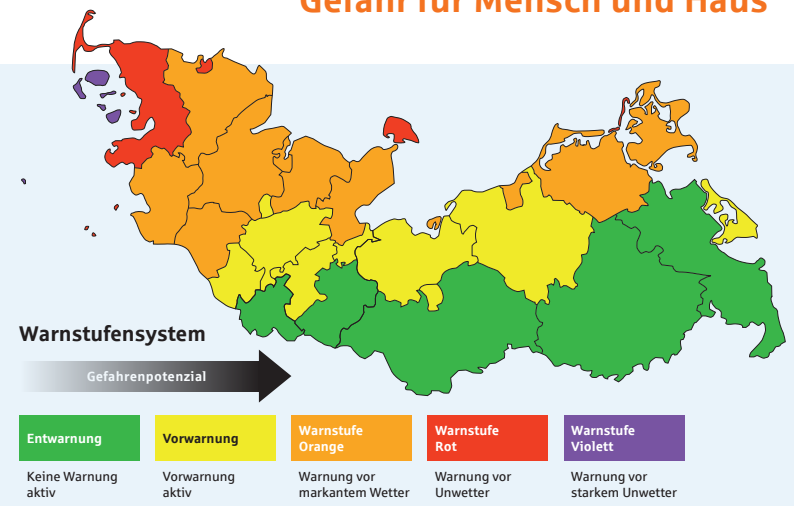 Gefahr für Mensch und Haus
Warnstufensystem
Gefahrenpotenzial
Entwarnung
Vorwarnung
Warnstufe
Orange
Warnstufe
Rot
Warnstufe
Violett
Keine Warnung
aktiv
Vorwarnung
aktiv
Warnung vor
markantem Wetter
Warnung vor
Unwetter
Warnung vor
starkem Unwetter